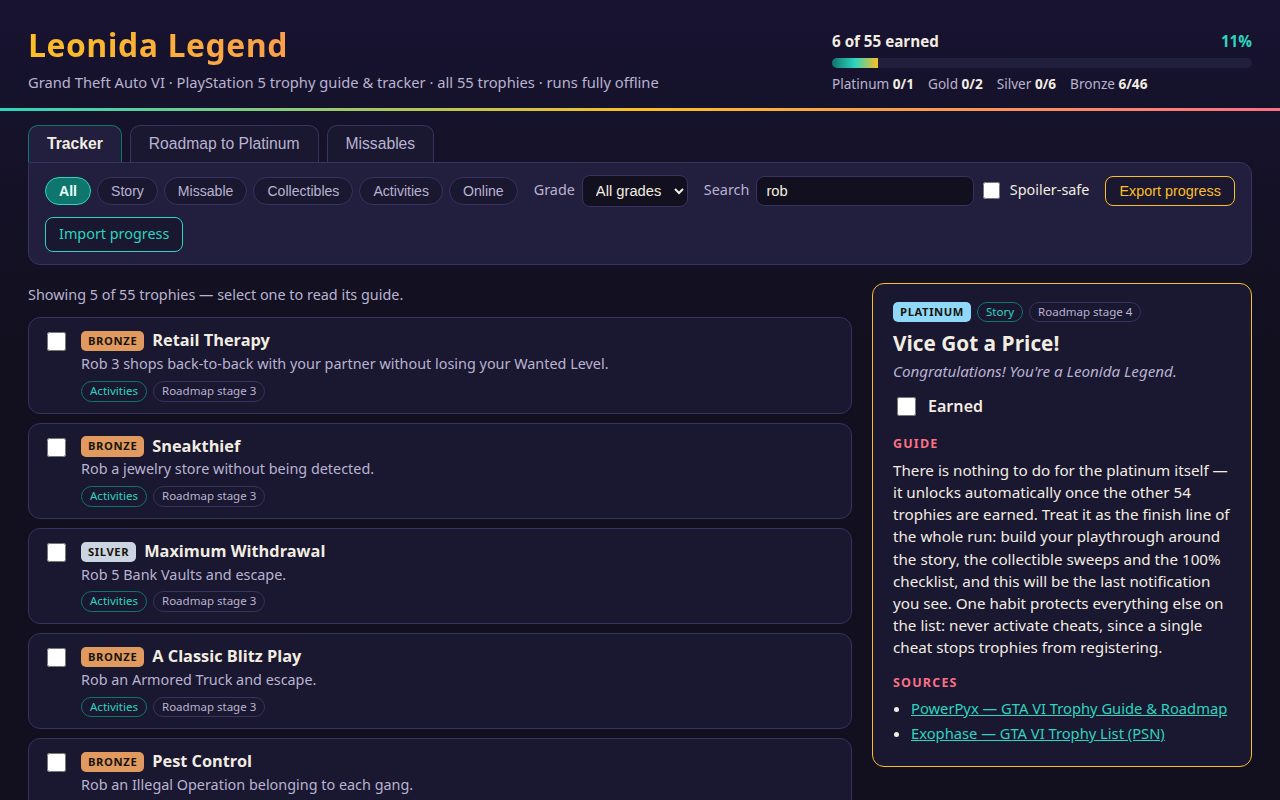 Leonida Legend
Grand Theft Auto VI · PlayStation 5 trophy guide & tracker · all 55 trophies · runs fully offline
6 of 55 earned 11%
Platinum 0/1 Gold 0/2 Silver 0/6 Bronze 6/46
Tracker Roadmap to Platinum Missables
All Story Missable Collectibles Activities Online Grade All grades Search rob Spoiler-safe Export progress
Import progress
Showing 5 of 55 trophies — select one to read its guide.
BRONZE Retail Therapy
Rob 3 shops back-to-back with your partner without losing your Wanted Level.
Activities Roadmap stage 3
BRONZE Sneakthief
Rob a jewelry store without being detected.
Activities Roadmap stage 3
SILVER Maximum Withdrawal
Rob 5 Bank Vaults and escape.
Activities Roadmap stage 3
BRONZE A Classic Blitz Play
Rob an Armored Truck and escape.
Activities Roadmap stage 3
BRONZE Pest Control
Rob an Illegal Operation belonging to each gang.
PLATINUM Story Roadmap stage 4
Vice Got a Price!
Congratulations! You're a Leonida Legend.
Earned
GUIDE
There is nothing to do for the platinum itself —
it unlocks automatically once the other 54
trophies are earned. Treat it as the finish line of
the whole run: build your playthrough around
the story, the collectible sweeps and the 100%
checklist, and this will be the last notification
you see. One habit protects everything else on
the list: never activate cheats, since a single
cheat stops trophies from registering.
SOURCES
• PowerPyx — GTA VI Trophy Guide & Roadmap
• Exophase — GTA VI Trophy List (PSN)